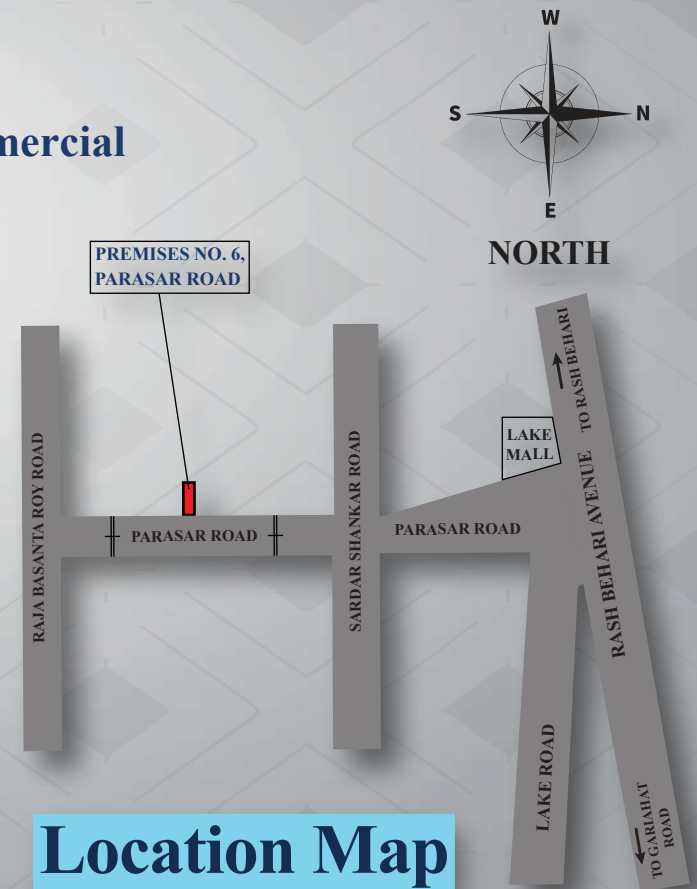 W
S
N
E
NORTH
mercial
PREMISES NO. 6,
PARASAR ROAD
TO RASH BEHARI
LAKE
MALL
RAJA BASANTA ROY ROAD
PARASAR ROAD
SARDAR SHANKAR ROAD
PARASAR ROAD
RASH BEHARI AVENUE
LAKE ROAD
TO GARIAHAT
ROAD
Location Map